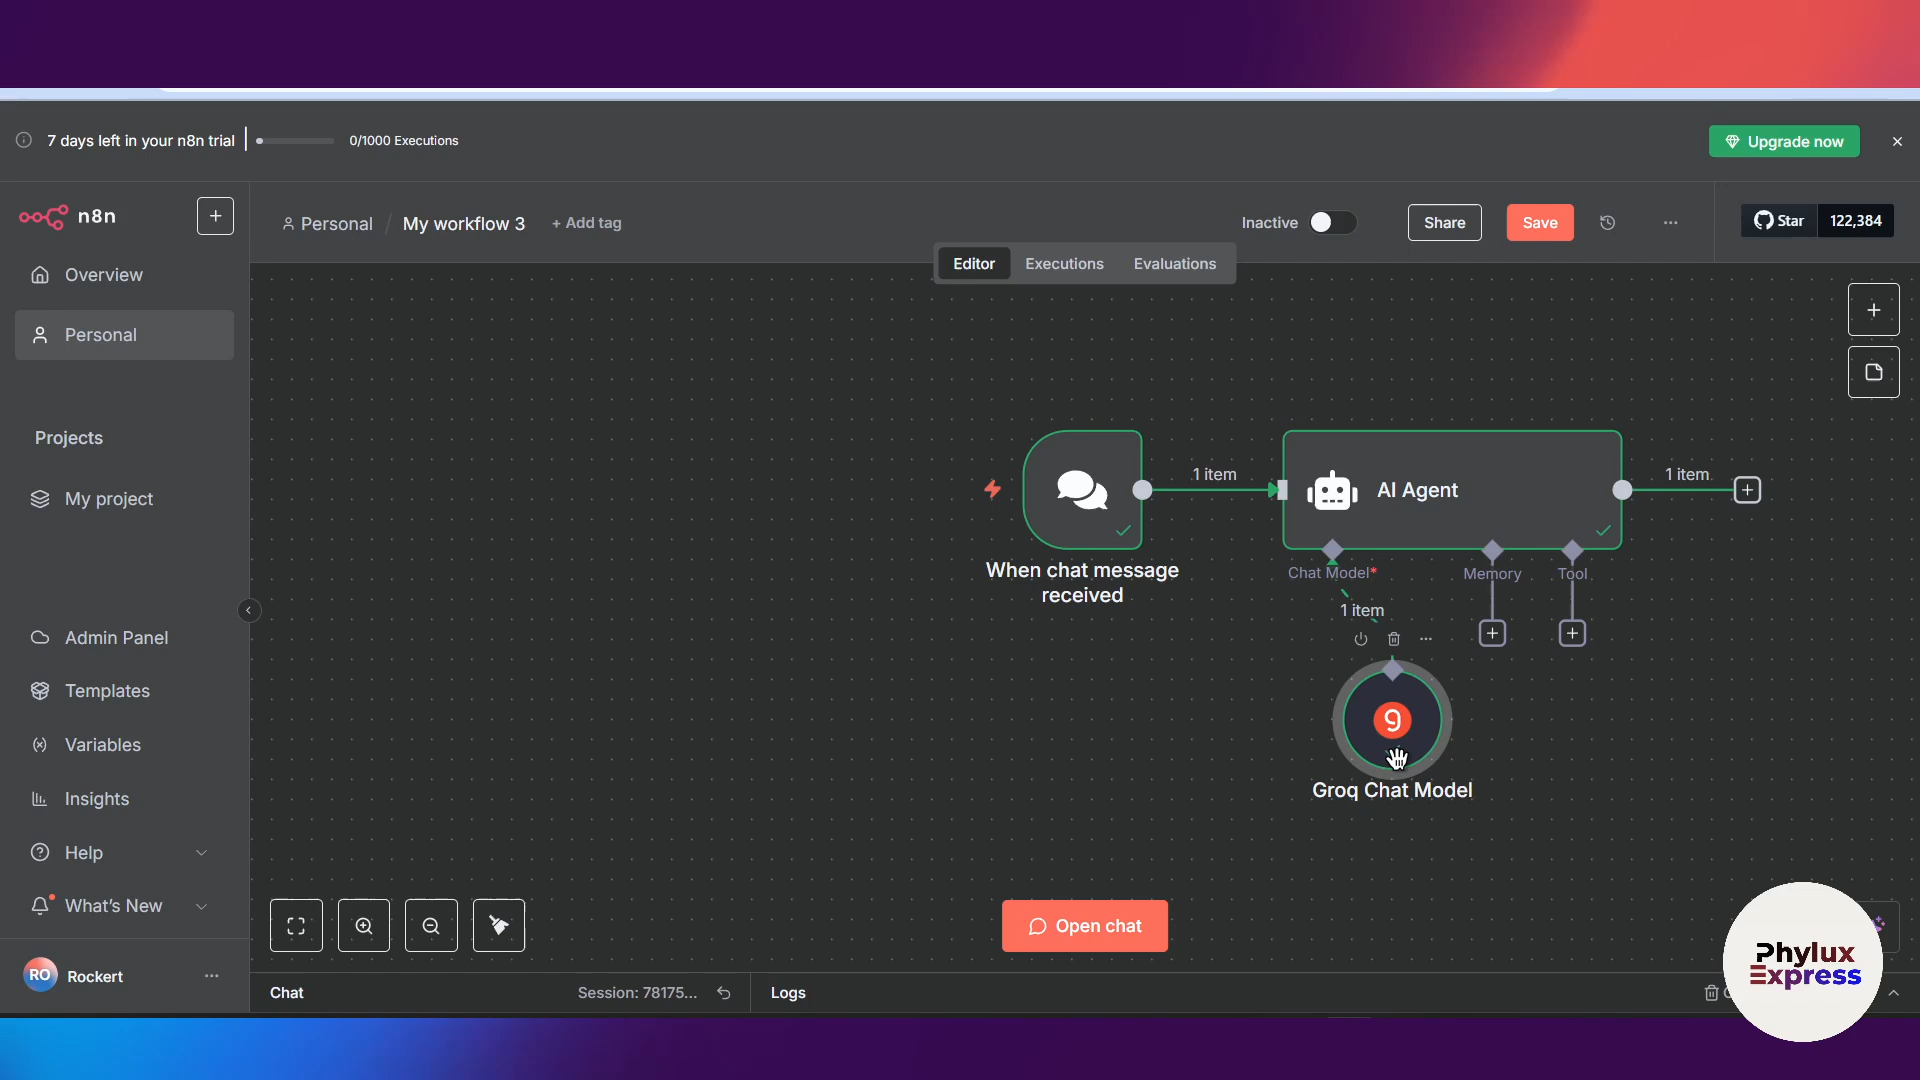 7 days left in your n8n trial
0/1000 Executions
Upgrade now
n8n
Personal / My workflow 3 + Add tag
Inactive
Share
Save
Star 122,384
Editor Executions Evaluations
Overview
Personal
Projects
My project
Admin Panel
Templates
Variables
Insights
Help
What's New
RO Rockert
1 item
AI Agent
1 item
When chat message
received
Chat Model*
Memory
Tool
1 item
Groq Chat Model
Open chat
Chat
Session: 78175...
Logs
Phylux
Express